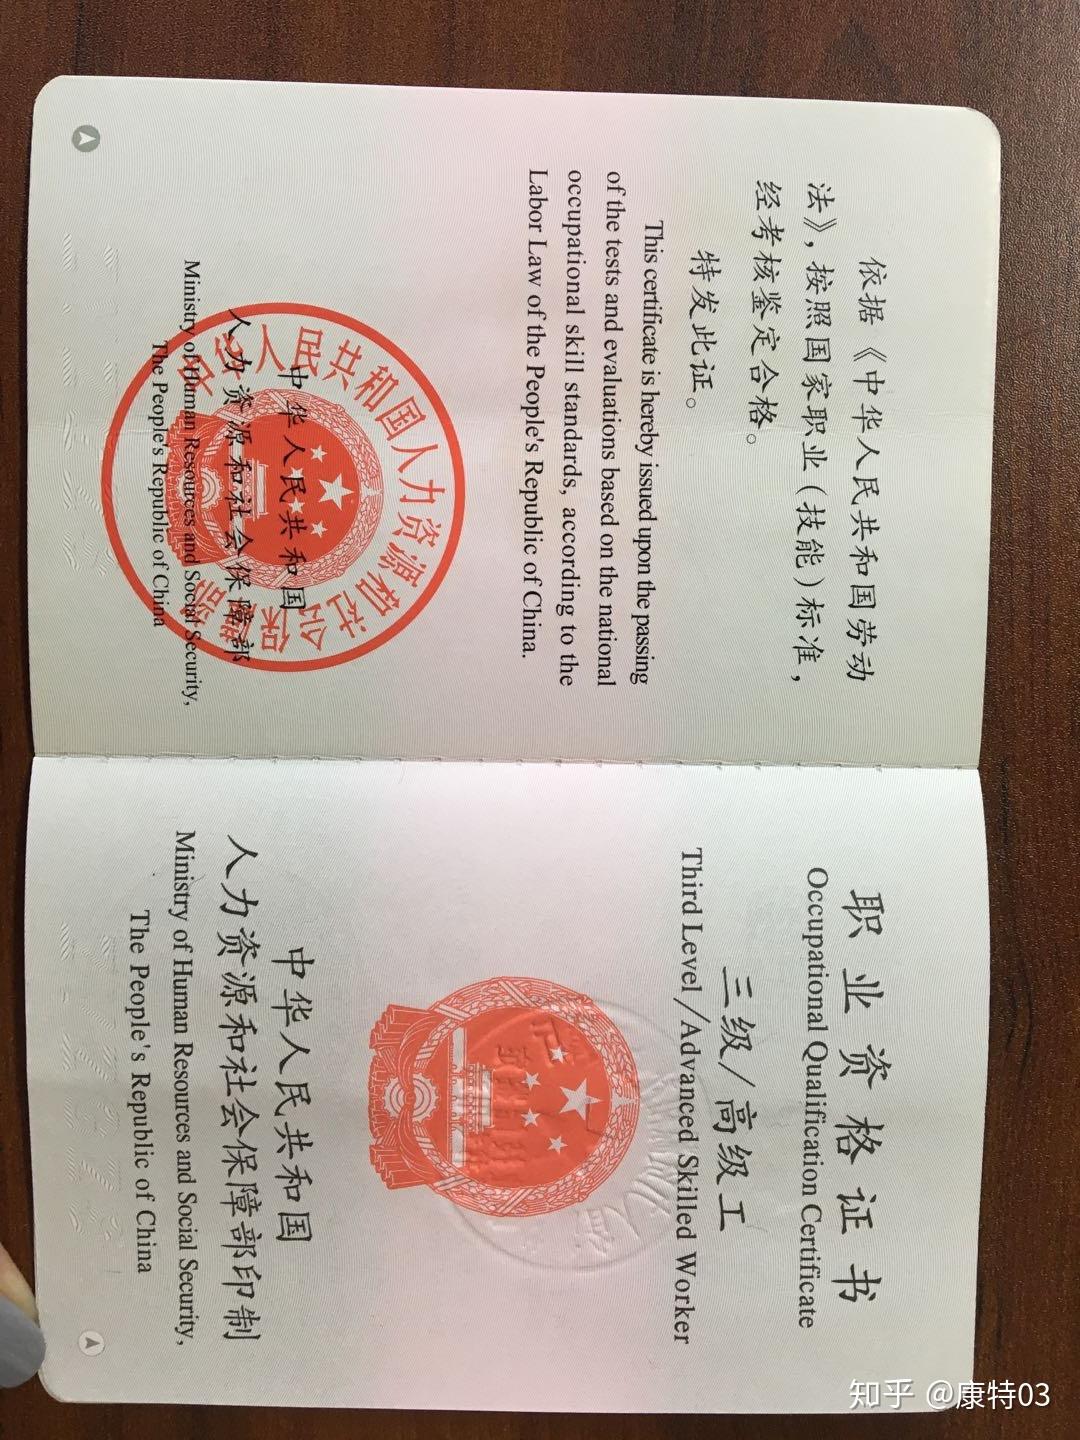 依据《中华人民共和国劳动
法》，按照国家职业（技能）标准，
经考核鉴定合格。
特发此证。
This certificate is hereby issued upon the passing
of the tests and evaluations based on the national
occupational skill standards, according to the
Labor Law of the People's Republic of China.
中华人民共和国
人力资源和社会保障部
Ministry of Human Resources and Social Security,
The People's Republic of China
中华人民共和国人力资源和社会保障部
职业资格证书
Occupational Qualification Certificate
三级/高级工
Third Level/Advanced Skilled Worker
中华人民共和国
人力资源和社会保障部印制
Ministry of Human Resources and Social Security,
The People's Republic of China
知乎 @康特03